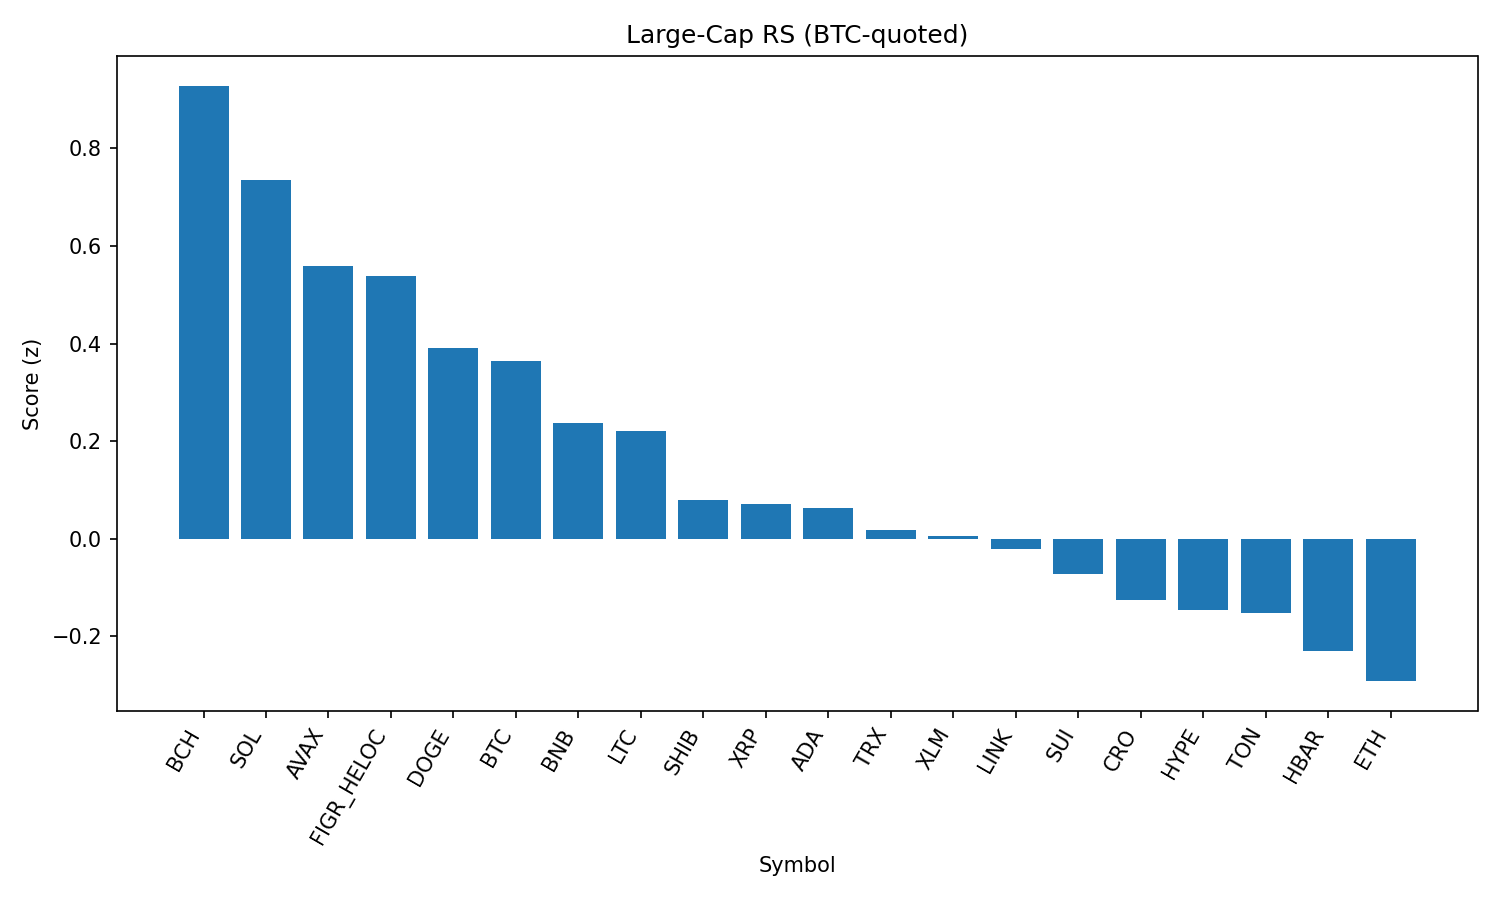 Large-Cap RS (BTC-quoted)
Score (z)
0.8
0.6
0.4
0.2
0.0
−0.2
BCH
SOL
AVAX
FIGR_HELOC
DOGE
BTC
BNB
LTC
SHIB
XRP
ADA
TRX
XLM
LINK
SUI
CRO
HYPE
TON
HBAR
ETH
Symbol